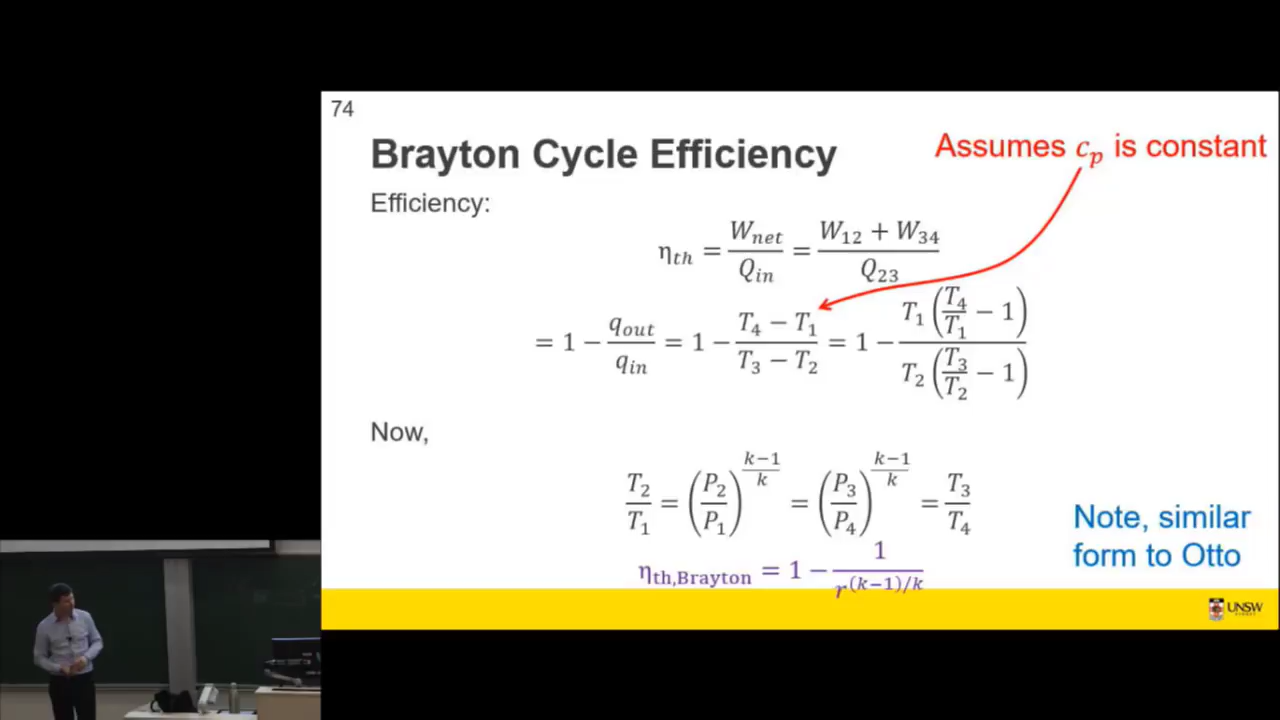 74
Brayton Cycle Efficiency
Assumes c_p is constant
Efficiency:
η_th = W_net / Q_in = (W_12 + W_34) / Q_23
= 1 − q_out / q_in = 1 − (T_4 − T_1) / (T_3 − T_2) = 1 − T_1 (T_4 / T_1 − 1) / T_2 (T_3 / T_2 − 1)
Now,
T_2 / T_1 = (P_2 / P_1)^((k−1)/k) = (P_3 / P_4)^((k−1)/k) = T_3 / T_4
Note, similar
form to Otto
η_th,Brayton = 1 − 1 / r^((k−1)/k)
UNSW